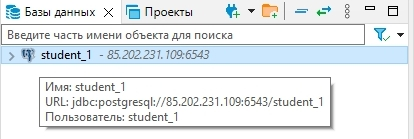 Базы данных
Проекты
Введите часть имени объекта для поиска
student_1 - 85.202.231.109:6543
Имя: student_1
URL: jdbc:postgresql://85.202.231.109:6543/student_1
Пользователь: student_1